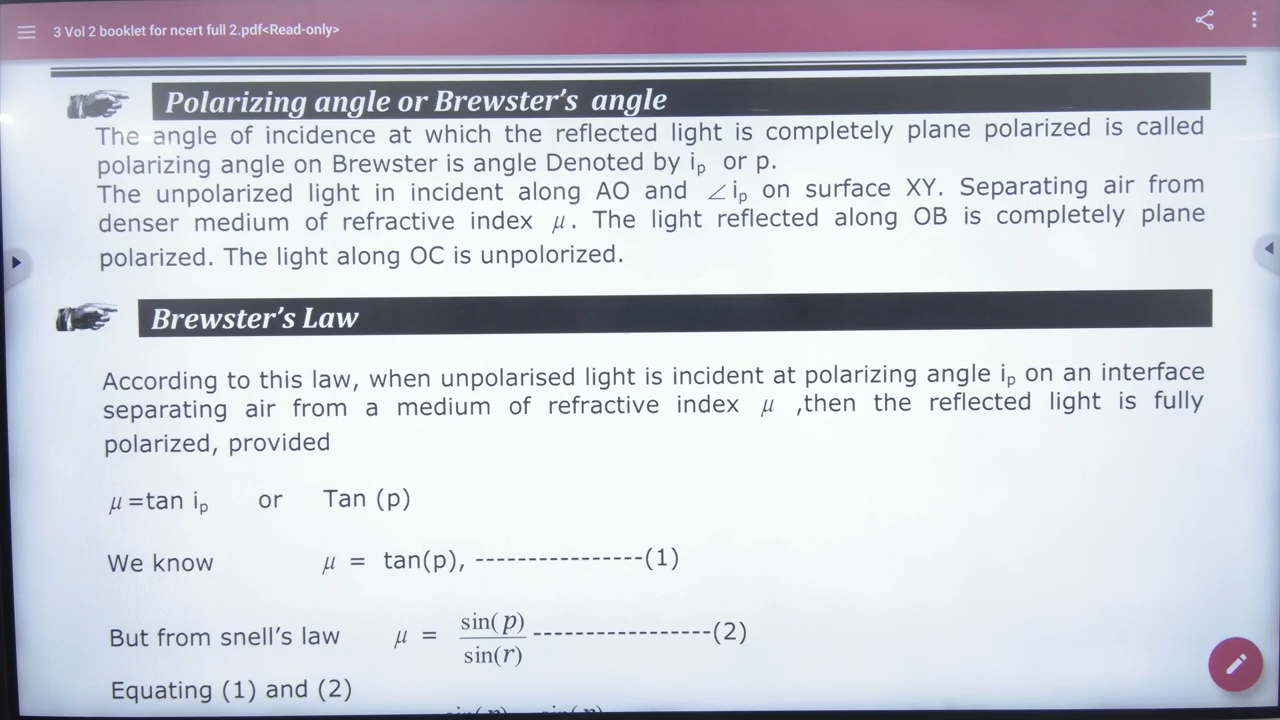 3 Vol 2 booklet for ncert full 2.pdf<Read-only>
Polarizing angle or Brewster's angle
The angle of incidence at which the reflected light is completely plane polarized is called
polarizing angle on Brewster is angle Denoted by iₚ or p.
The unpolarized light in incident along AO and ∠iₚ on surface XY. Separating air from
denser medium of refractive index μ. The light reflected along OB is completely plane
polarized. The light along OC is unpolorized.
Brewster's Law
According to this law, when unpolarised light is incident at polarizing angle iₚ on an interface
separating air from a medium of refractive index μ ,then the reflected light is fully
polarized, provided
μ=tan iₚ or Tan (p)
We know μ = tan(p), ----------------(1)
But from snell's law μ = sin(p)/sin(r) -----------------(2)
Equating (1) and (2)